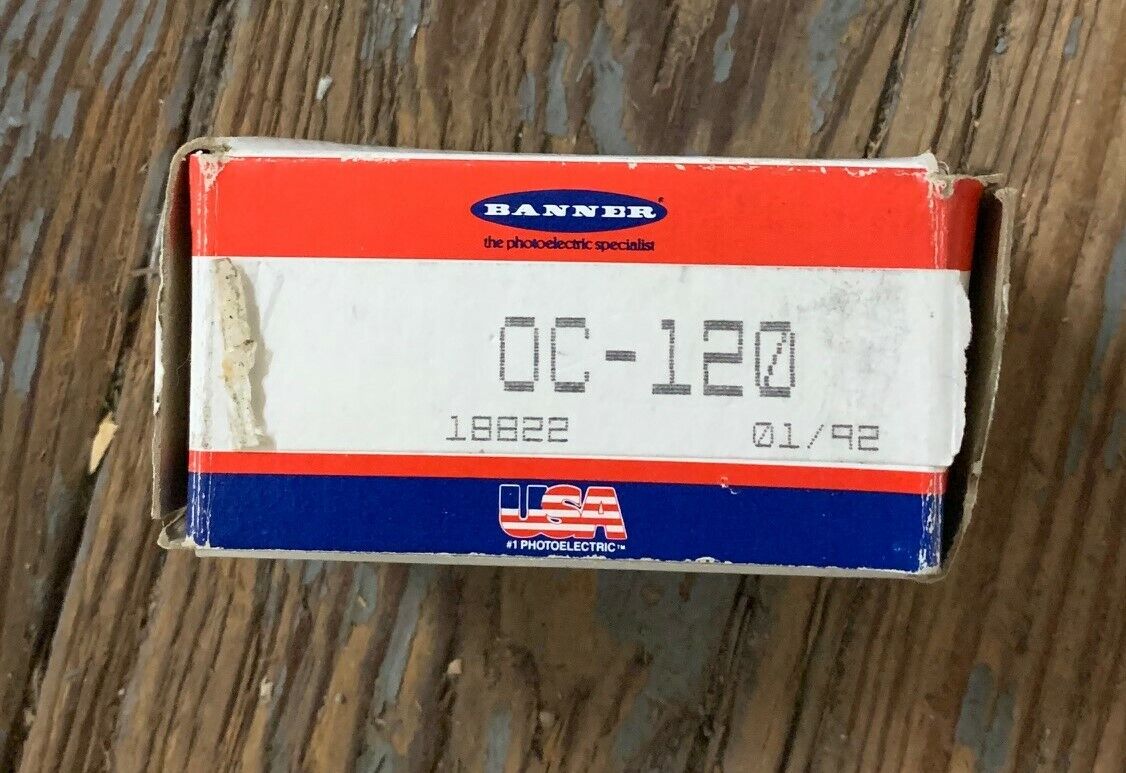 BANNER®
the photoelectric specialist
OC-120
18822 01/92
USA
#1 PHOTOELECTRIC™